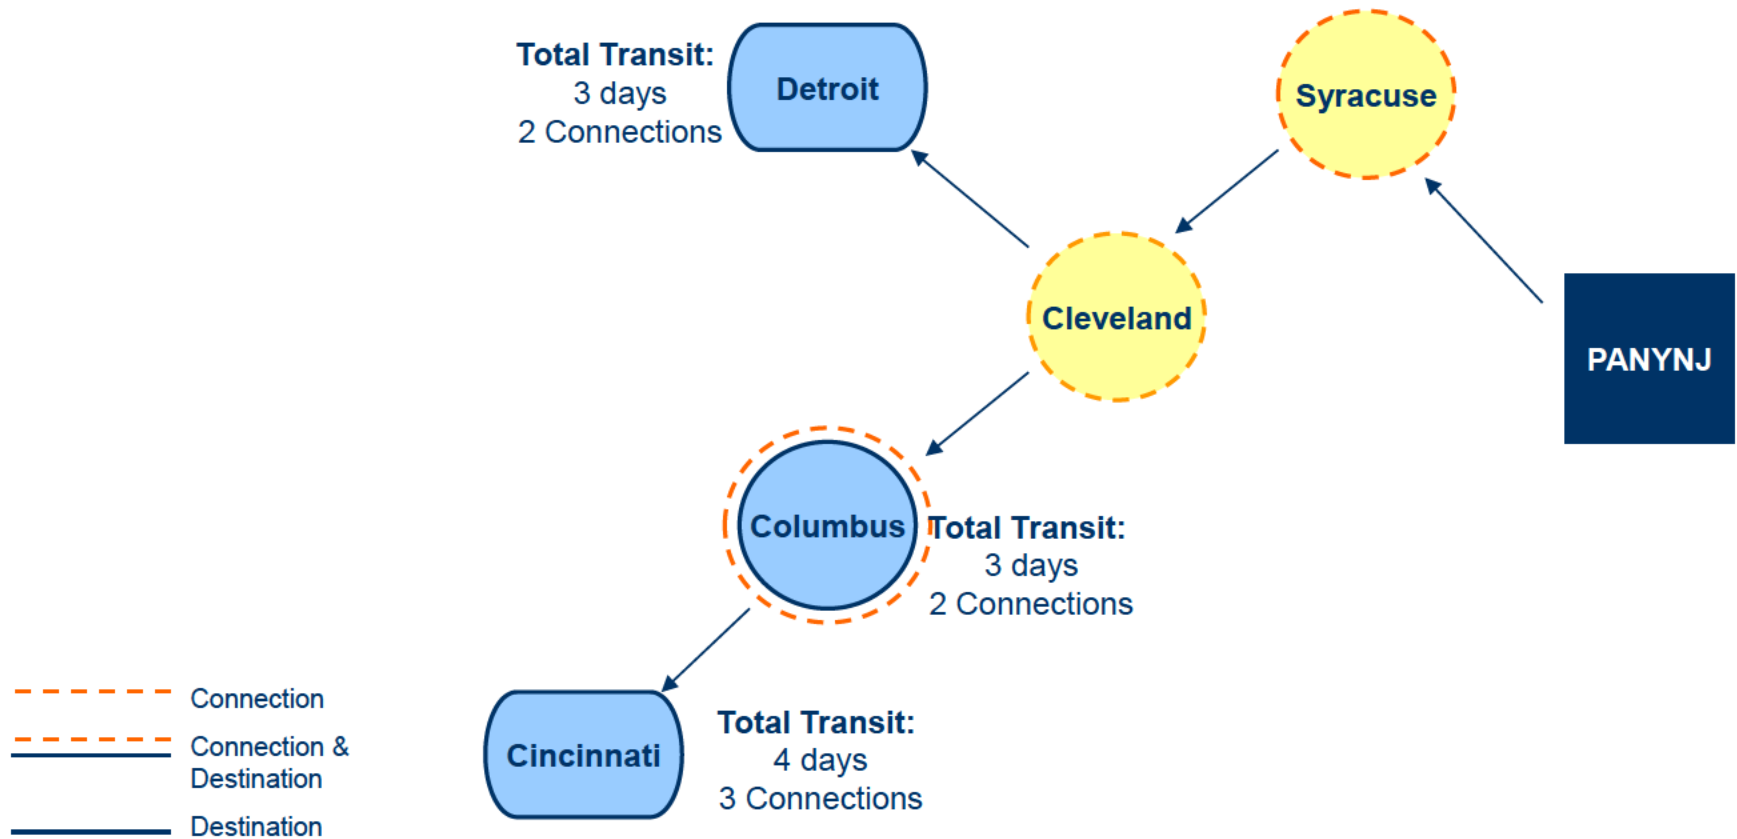 Total Transit:
3 days
2 Connections
Detroit
Syracuse
Cleveland
PANYNJ
Columbus
Total Transit:
3 days
2 Connections
Cincinnati
Total Transit:
4 days
3 Connections
Connection
Connection &
Destination
Destination